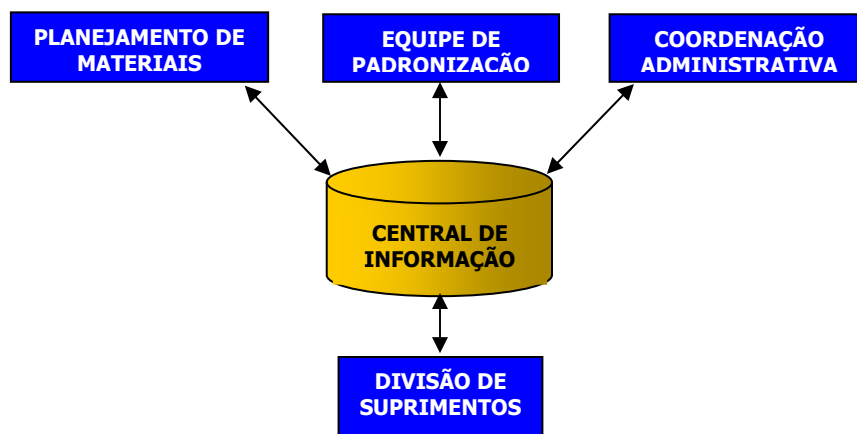 PLANEJAMENTO DE
MATERIAIS
EQUIPE DE
PADRONIZAÇÃO
COORDENAÇÃO
ADMINISTRATIVA
CENTRAL DE
INFORMAÇÃO
DIVISÃO DE
SUPRIMENTOS